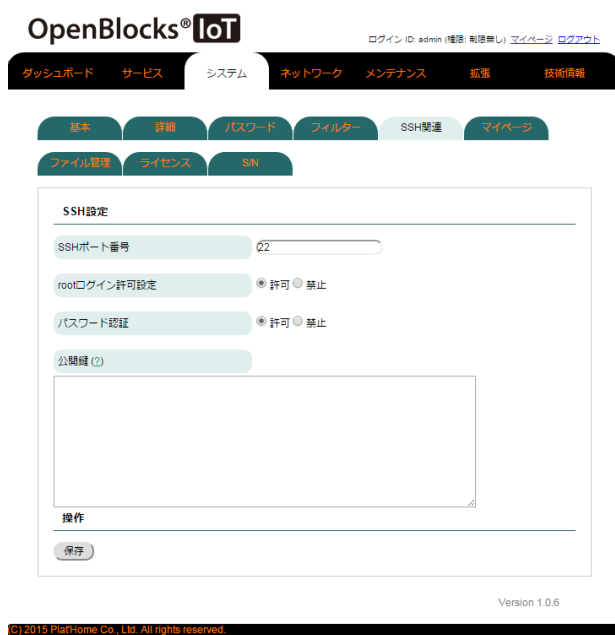 OpenBlocks® IoT
ログイン ID: admin (権限: 制限無し) マイページ ログアウト
ダッシュボード サービス システム ネットワーク メンテナンス 拡張 技術情報
基本 詳細 パスワード フィルター SSH関連 マイページ
ファイル管理 ライセンス S/N
SSH設定
SSHポート番号 22
rootログイン許可設定 許可 禁止
パスワード認証 許可 禁止
公開鍵 (?)
操作
保存
Version 1.0.6
(C) 2015 Plat'Home Co., Ltd. All rights reserved.